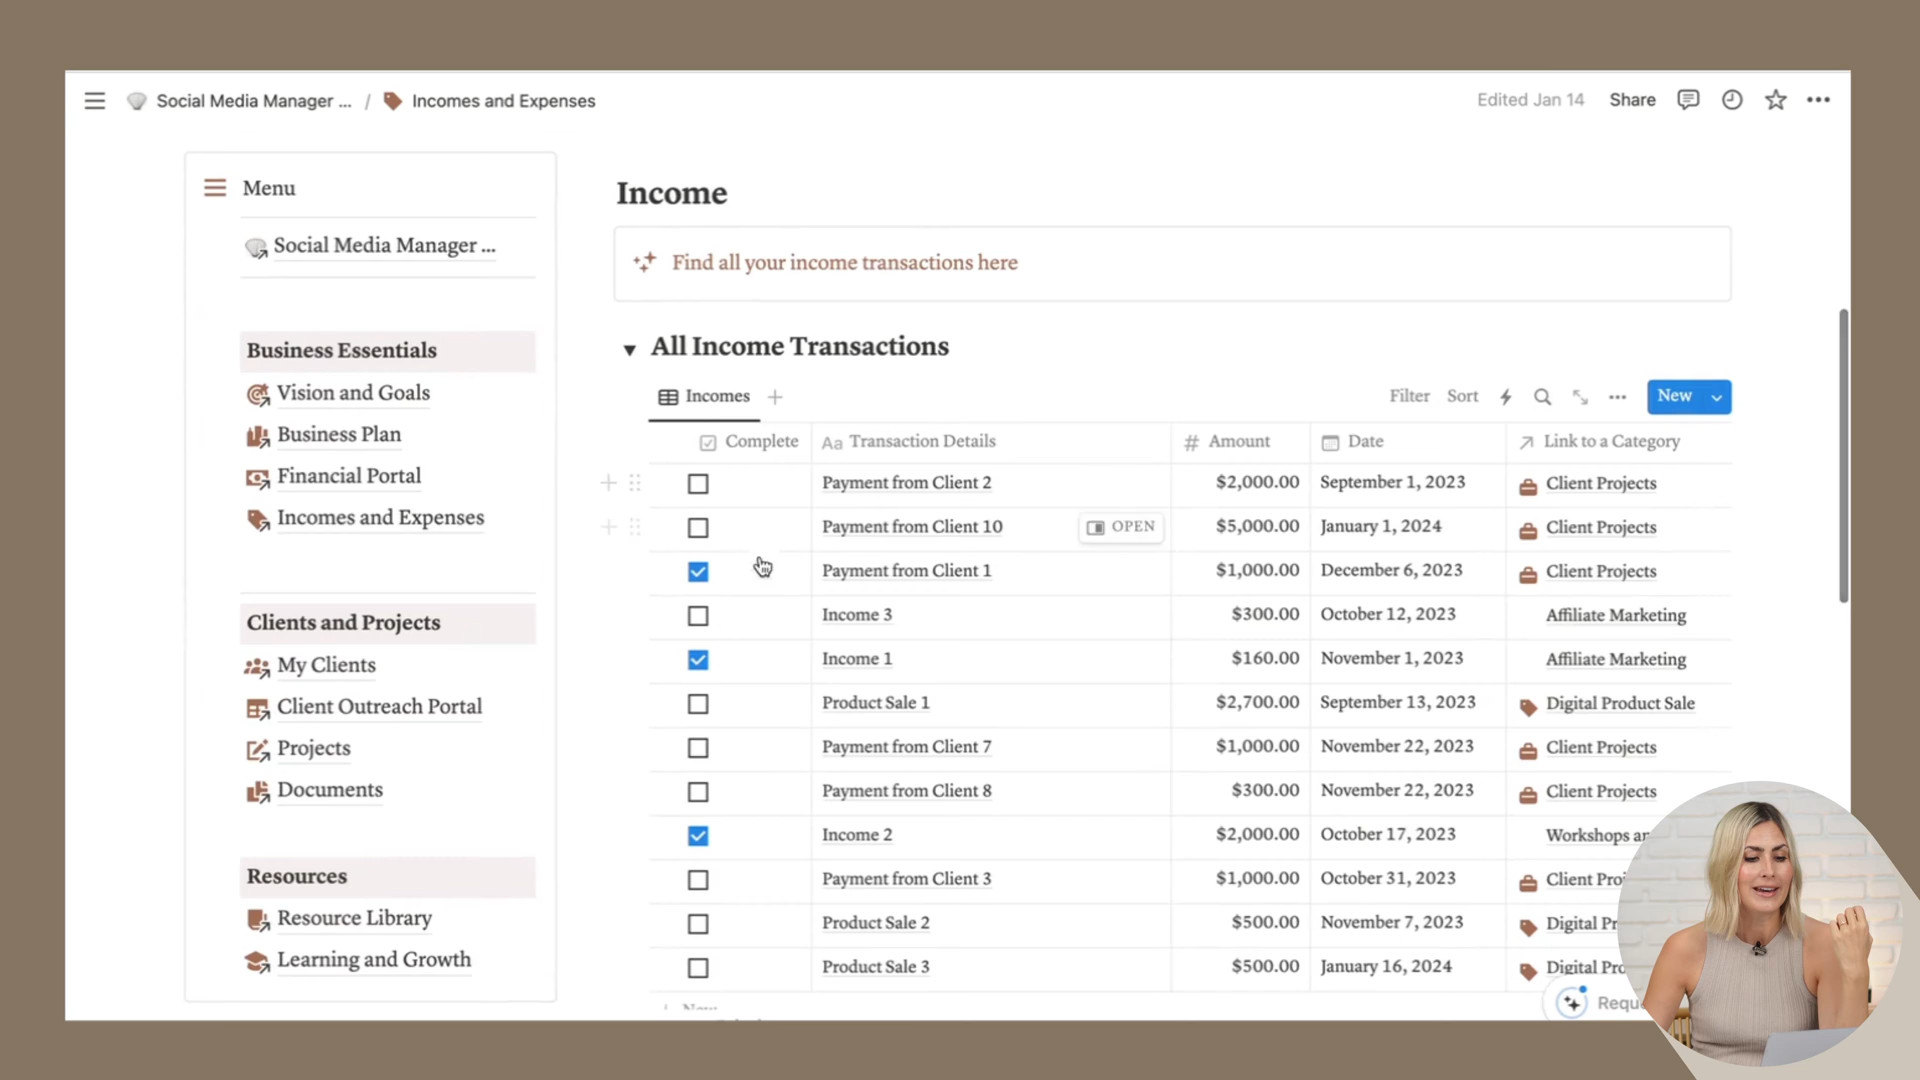 Social Media Manager ... / Incomes and Expenses
Edited Jan 14 Share
Menu
Social Media Manager ...
Business Essentials
Vision and Goals
Business Plan
Financial Portal
Incomes and Expenses
Clients and Projects
My Clients
Client Outreach Portal
Projects
Documents
Resources
Resource Library
Learning and Growth
Income
Find all your income transactions here
All Income Transactions
Incomes
Filter Sort New
Complete Aa Transaction Details # Amount Date Link to a Category
Payment from Client 2 $2,000.00 September 1, 2023 Client Projects
Payment from Client 10 OPEN $5,000.00 January 1, 2024 Client Projects
Payment from Client 1 $1,000.00 December 6, 2023 Client Projects
Income 3 $300.00 October 12, 2023 Affiliate Marketing
Income 1 $160.00 November 1, 2023 Affiliate Marketing
Product Sale 1 $2,700.00 September 13, 2023 Digital Product Sale
Payment from Client 7 $1,000.00 November 22, 2023 Client Projects
Payment from Client 8 $300.00 November 22, 2023 Client Projects
Income 2 $2,000.00 October 17, 2023 Workshops
Payment from Client 3 $1,000.00 October 31, 2023 Client
Product Sale 2 $500.00 November 7, 2023 Digital
Product Sale 3 $500.00 January 16, 2024 Digital